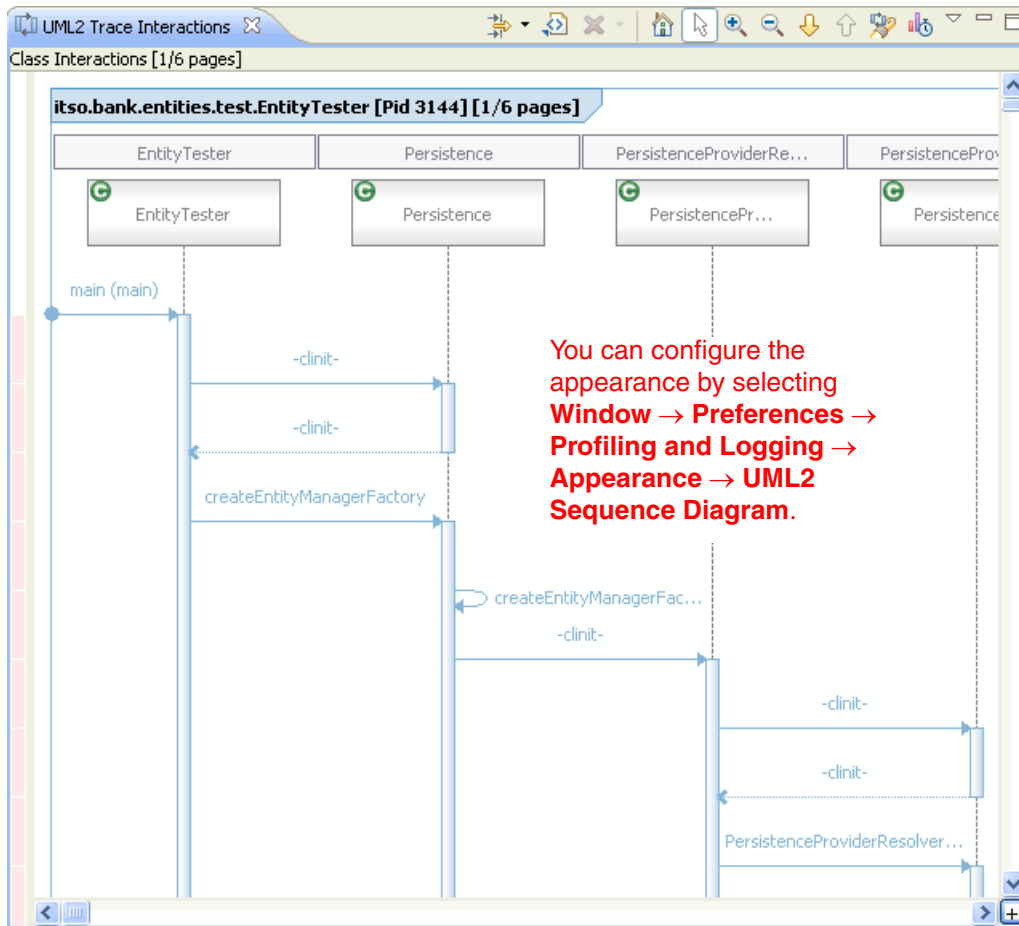 UML2 Trace Interactions
Class Interactions [1/6 pages]
itso.bank.entities.test.EntityTester [Pid 3144] [1/6 pages]
EntityTester Persistence PersistenceProviderRe... PersistenceProv
EntityTester Persistence PersistencePr... Persistence
main (main)
-clinit-
You can configure the
appearance by selecting
Window → Preferences →
Profiling and Logging →
Appearance → UML2
Sequence Diagram.
-clinit-
createEntityManagerFactory
createEntityManagerFac...
-clinit-
-clinit-
-clinit-
PersistenceProviderResolver...